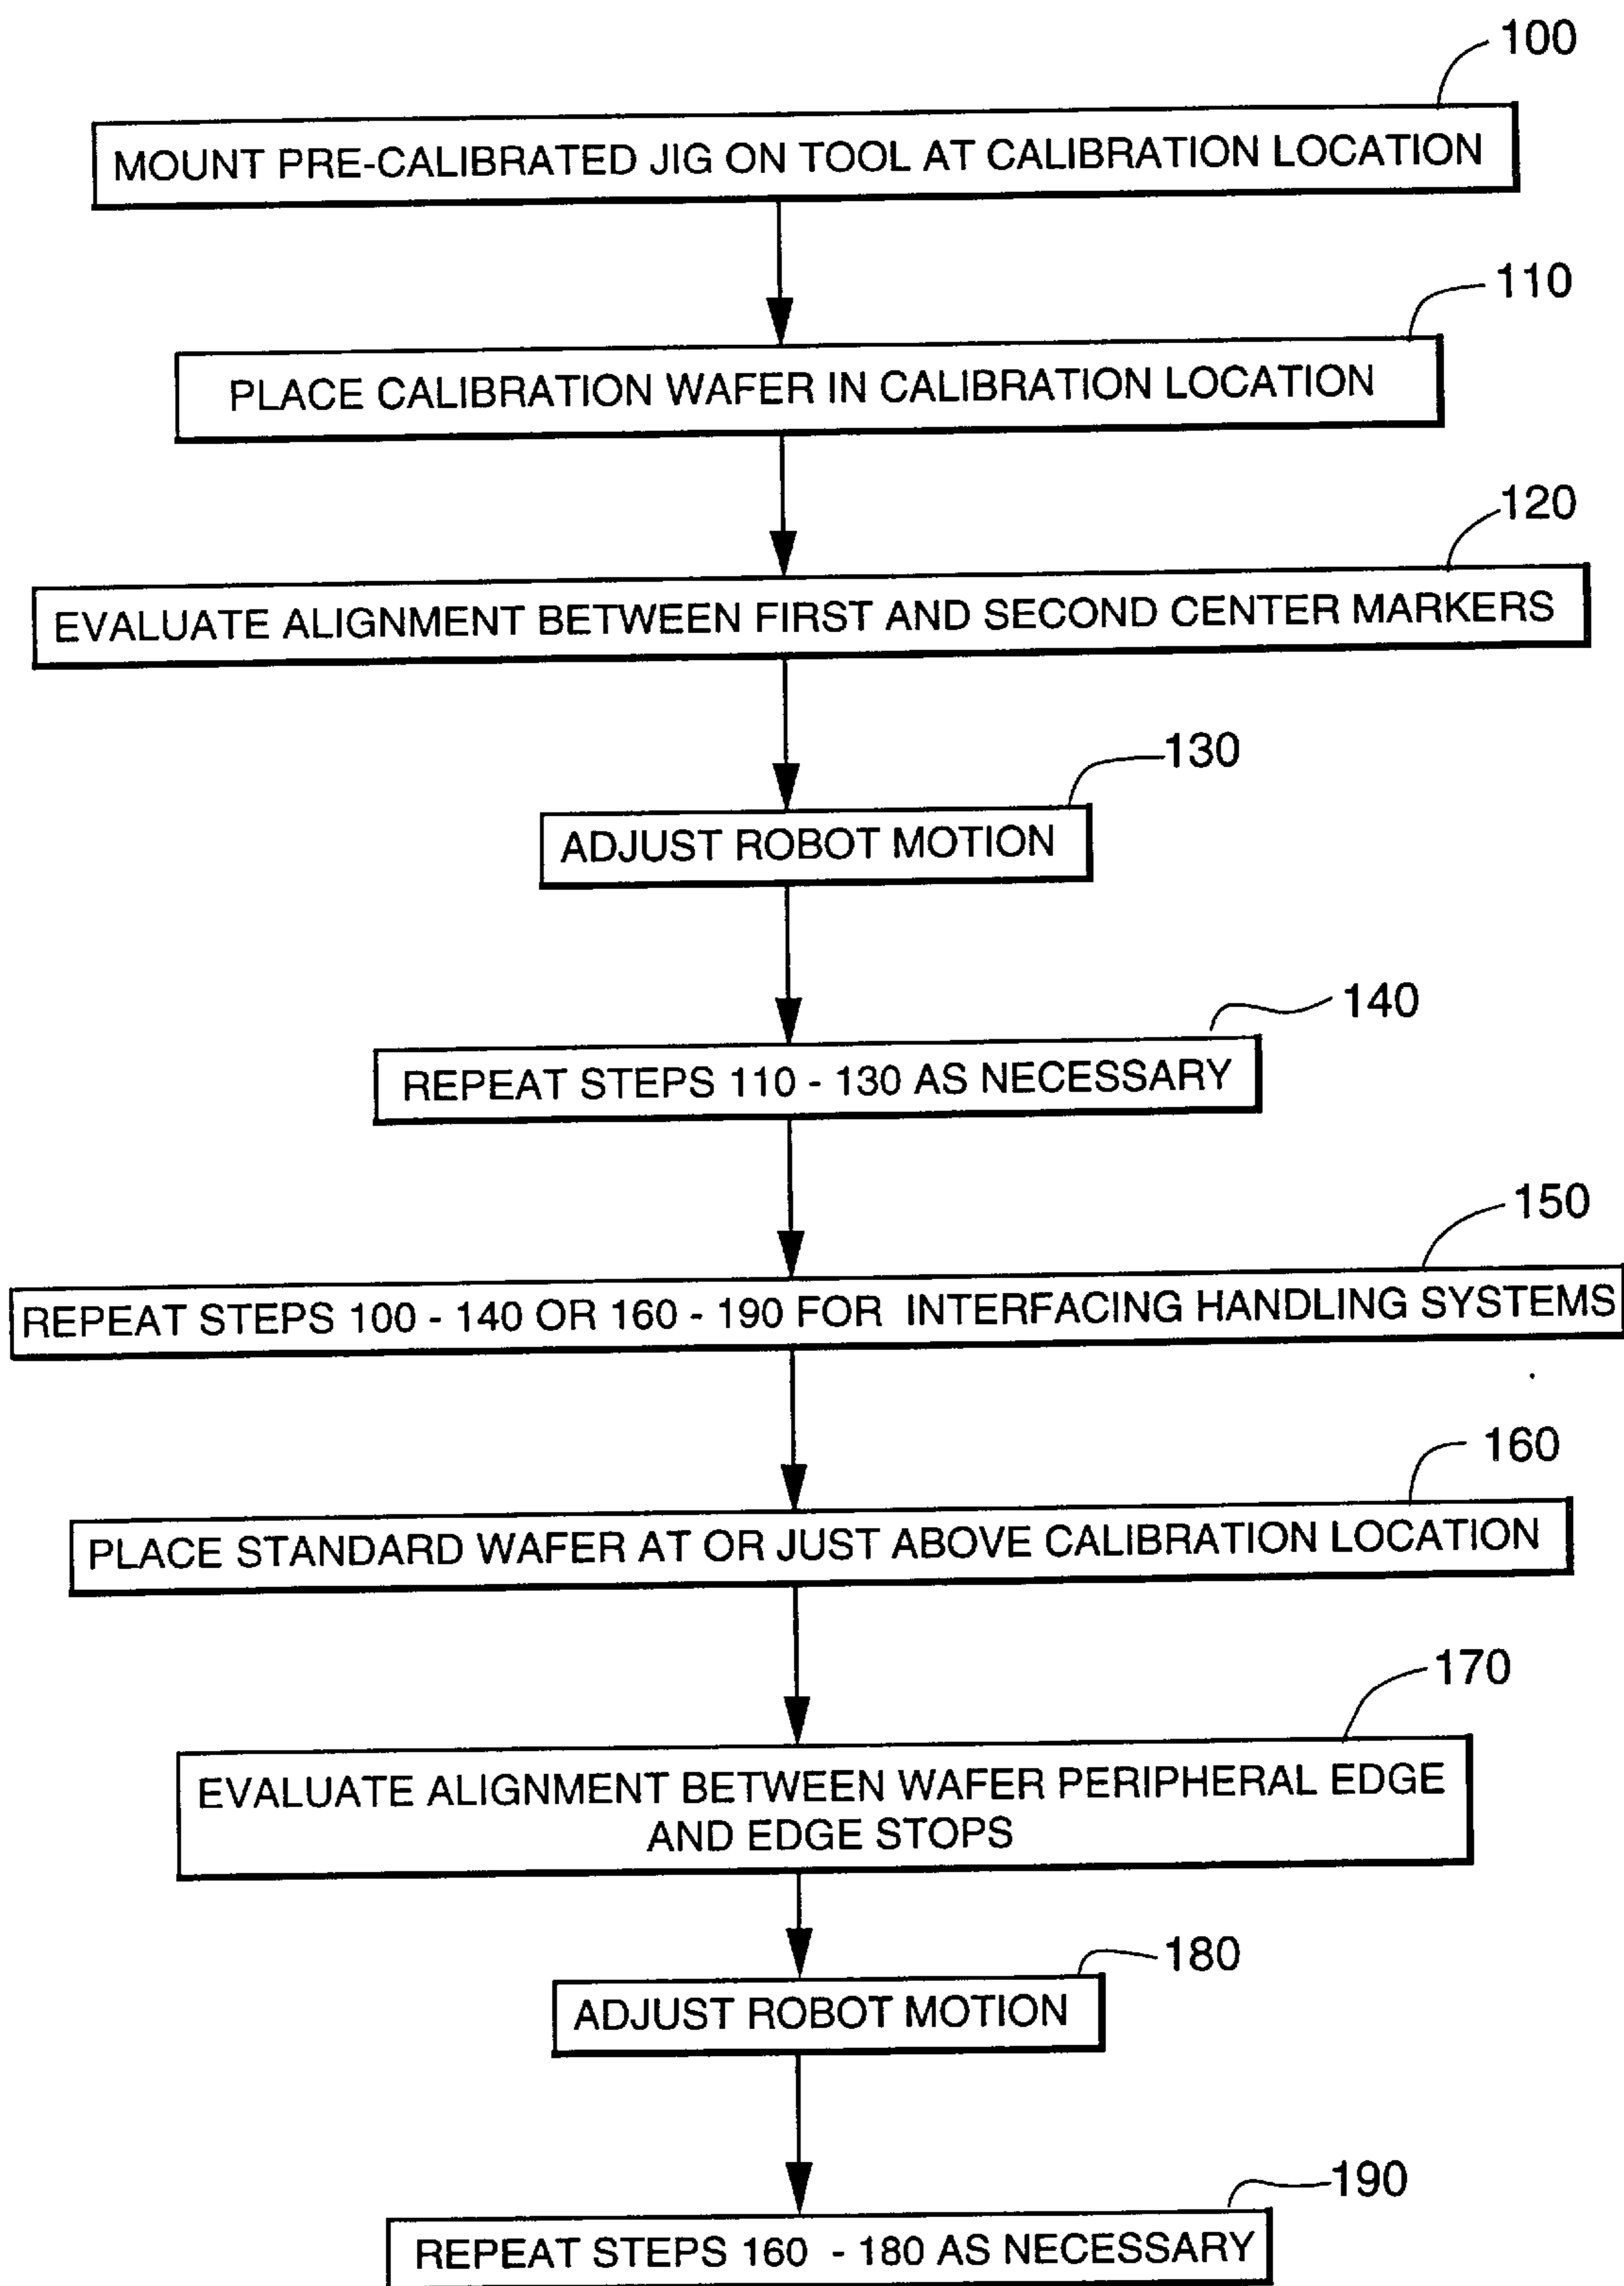 100
MOUNT PRE-CALIBRATED JIG ON TOOL AT CALIBRATION LOCATION
110
PLACE CALIBRATION WAFER IN CALIBRATION LOCATION
120
EVALUATE ALIGNMENT BETWEEN FIRST AND SECOND CENTER MARKERS
130
ADJUST ROBOT MOTION
140
REPEAT STEPS 110 - 130 AS NECESSARY
150
REPEAT STEPS 100 - 140 OR 160 - 190 FOR INTERFACING HANDLING SYSTEMS
160
PLACE STANDARD WAFER AT OR JUST ABOVE CALIBRATION LOCATION
170
EVALUATE ALIGNMENT BETWEEN WAFER PERIPHERAL EDGE
AND EDGE STOPS
180
ADJUST ROBOT MOTION
190
REPEAT STEPS 160 - 180 AS NECESSARY